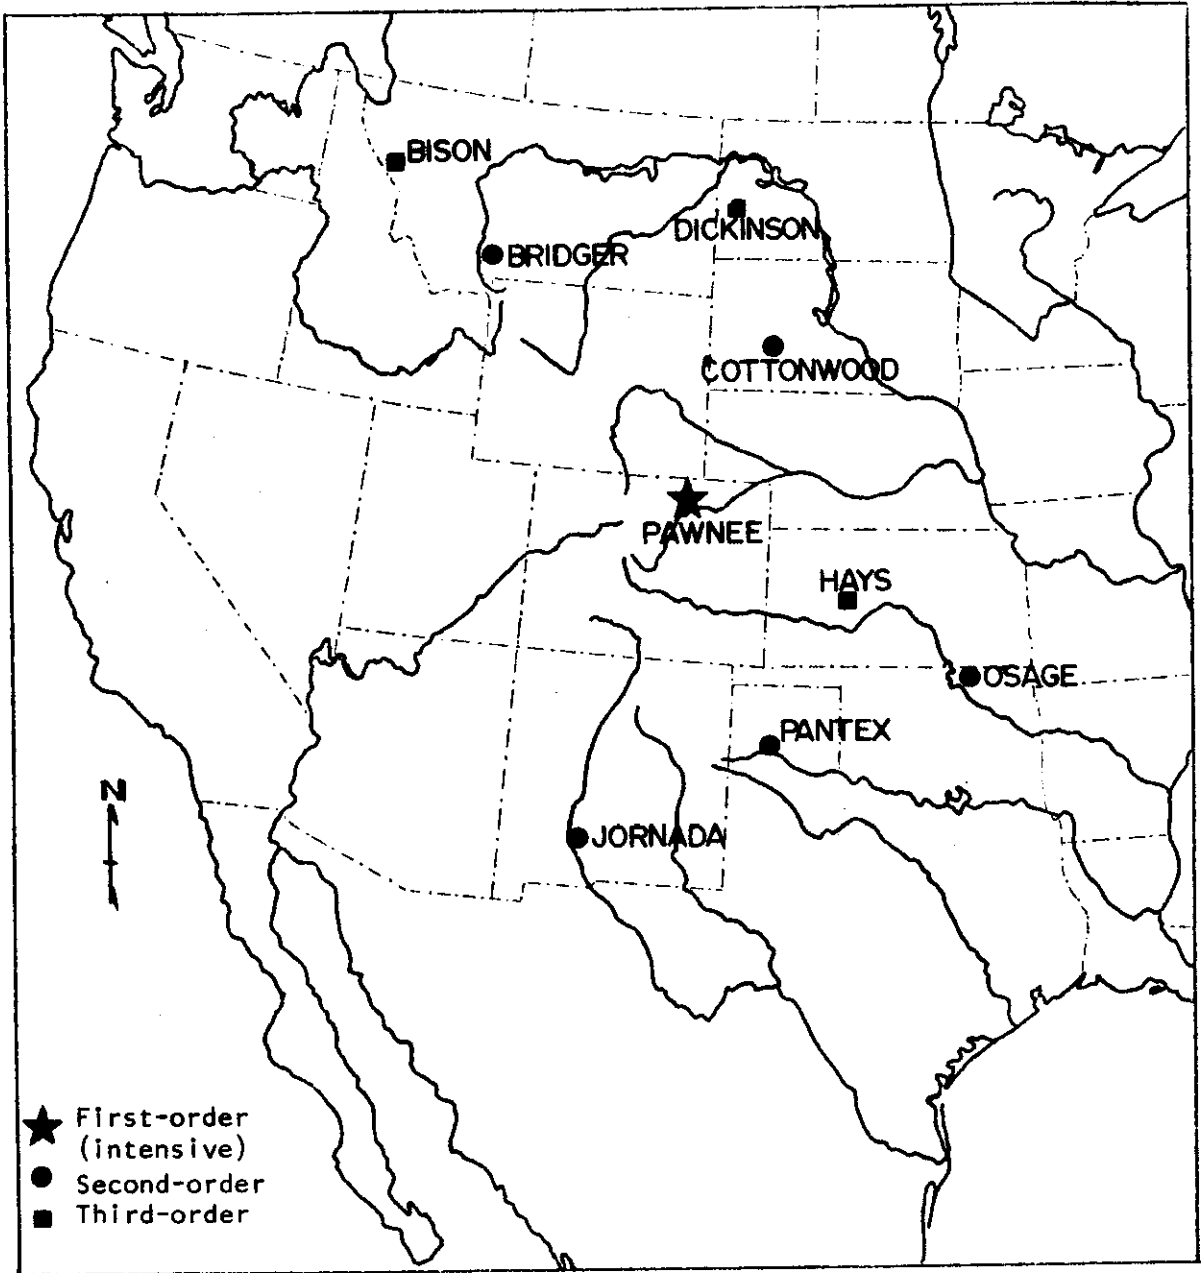 BISON
DICKINSON
BRIDGER
COTTONWOOD
PAWNEE
HAYS
OSAGE
PANTEX
N
JORNADA
First-order
(intensive)
Second-order
Third-order